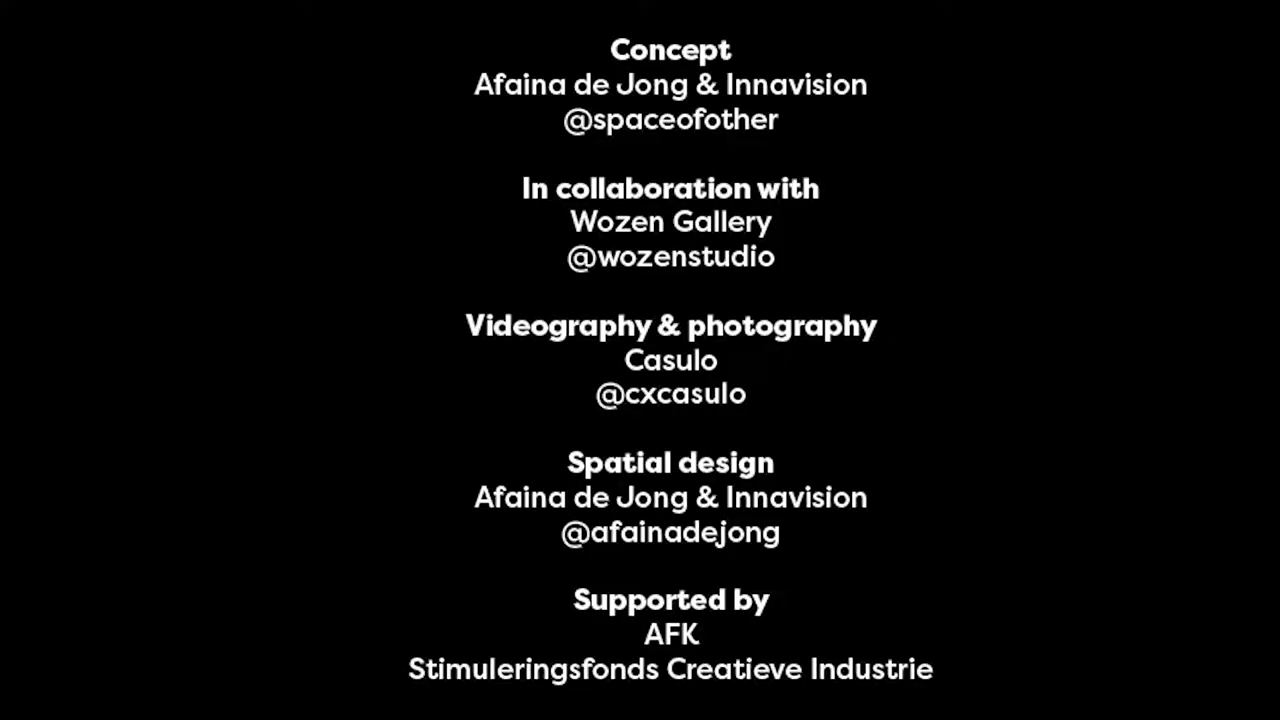 Concept
Afaina de Jong & Innavision
@spaceofother
In collaboration with
Wozen Gallery
@wozenstudio
Videography & photography
Casulo
@cxcasulo
Spatial design
Afaina de Jong & Innavision
@afainadejong
Supported by
AFK
Stimuleringsfonds Creatieve Industrie